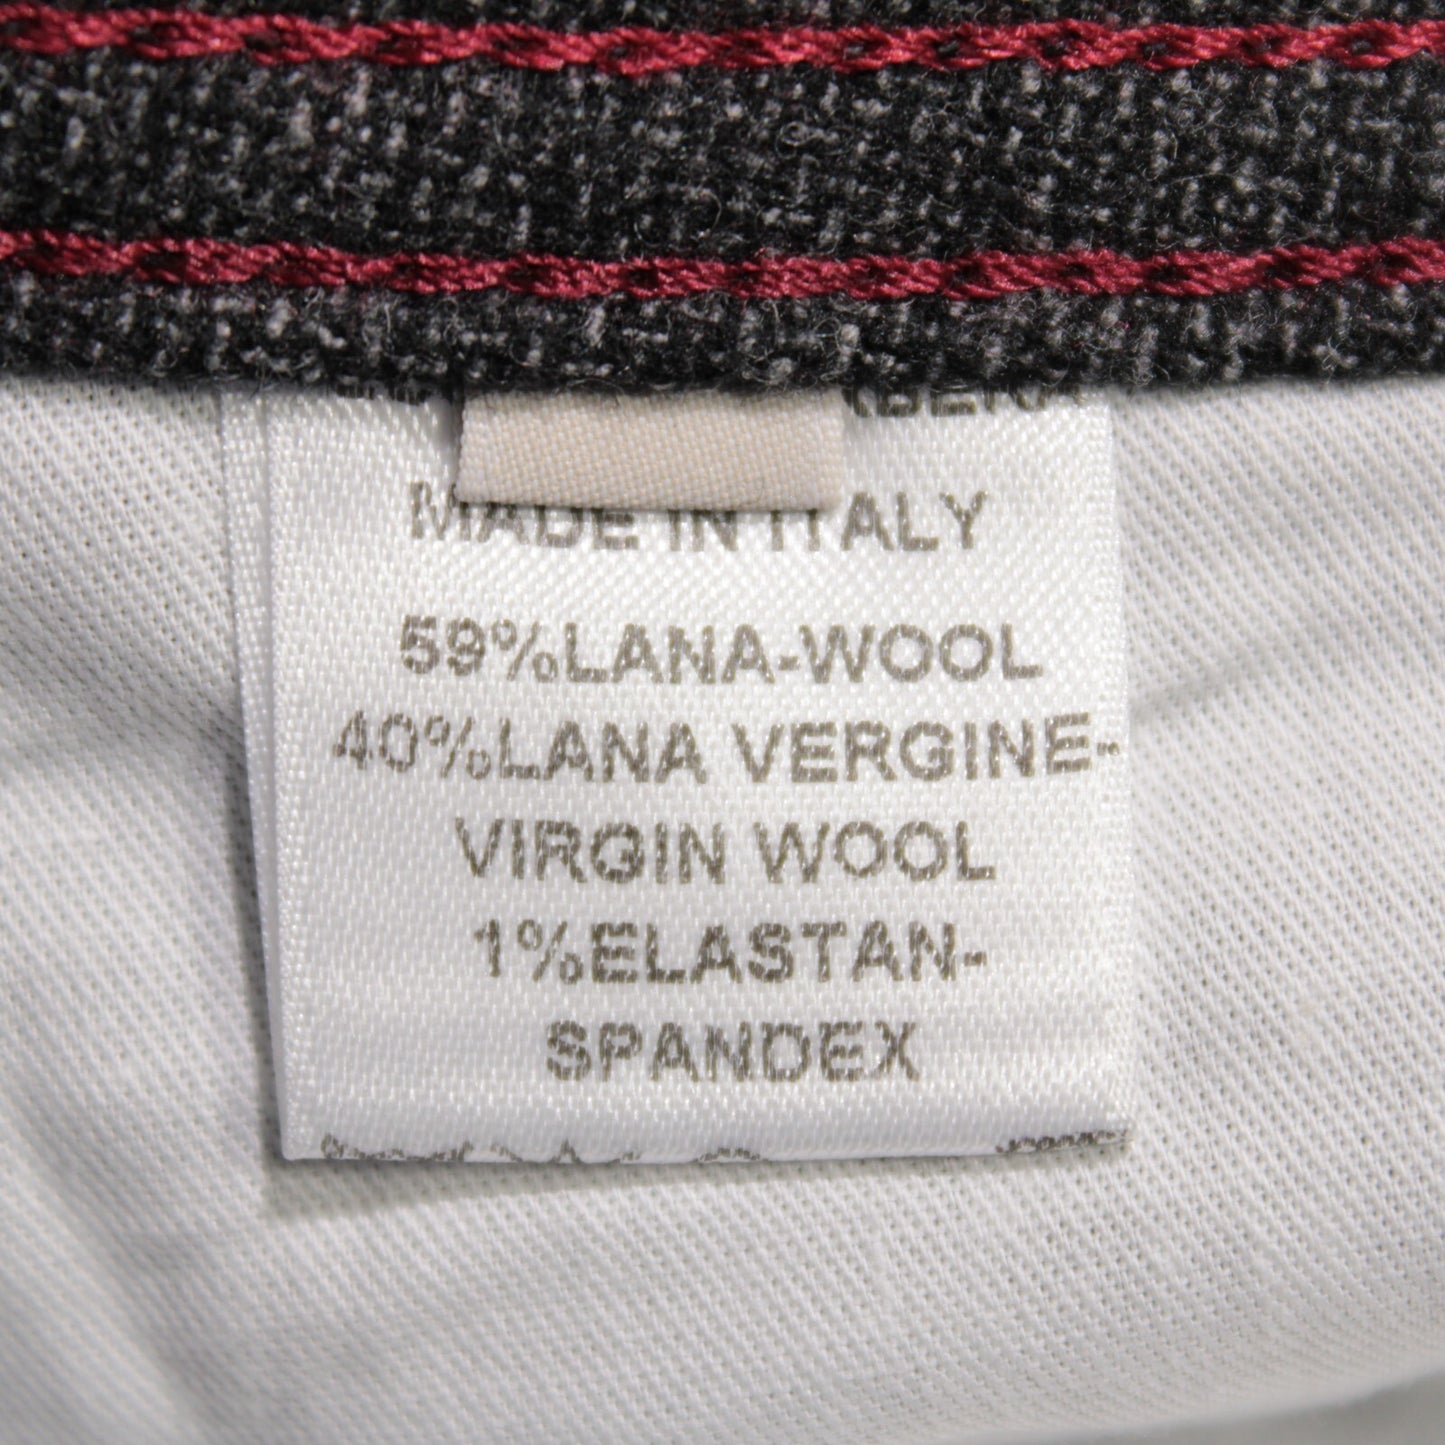 MADE IN ITALY
59%LANA-WOOL
40%LANA VERGINE-
VIRGIN WOOL
1%ELASTAN-
SPANDEX